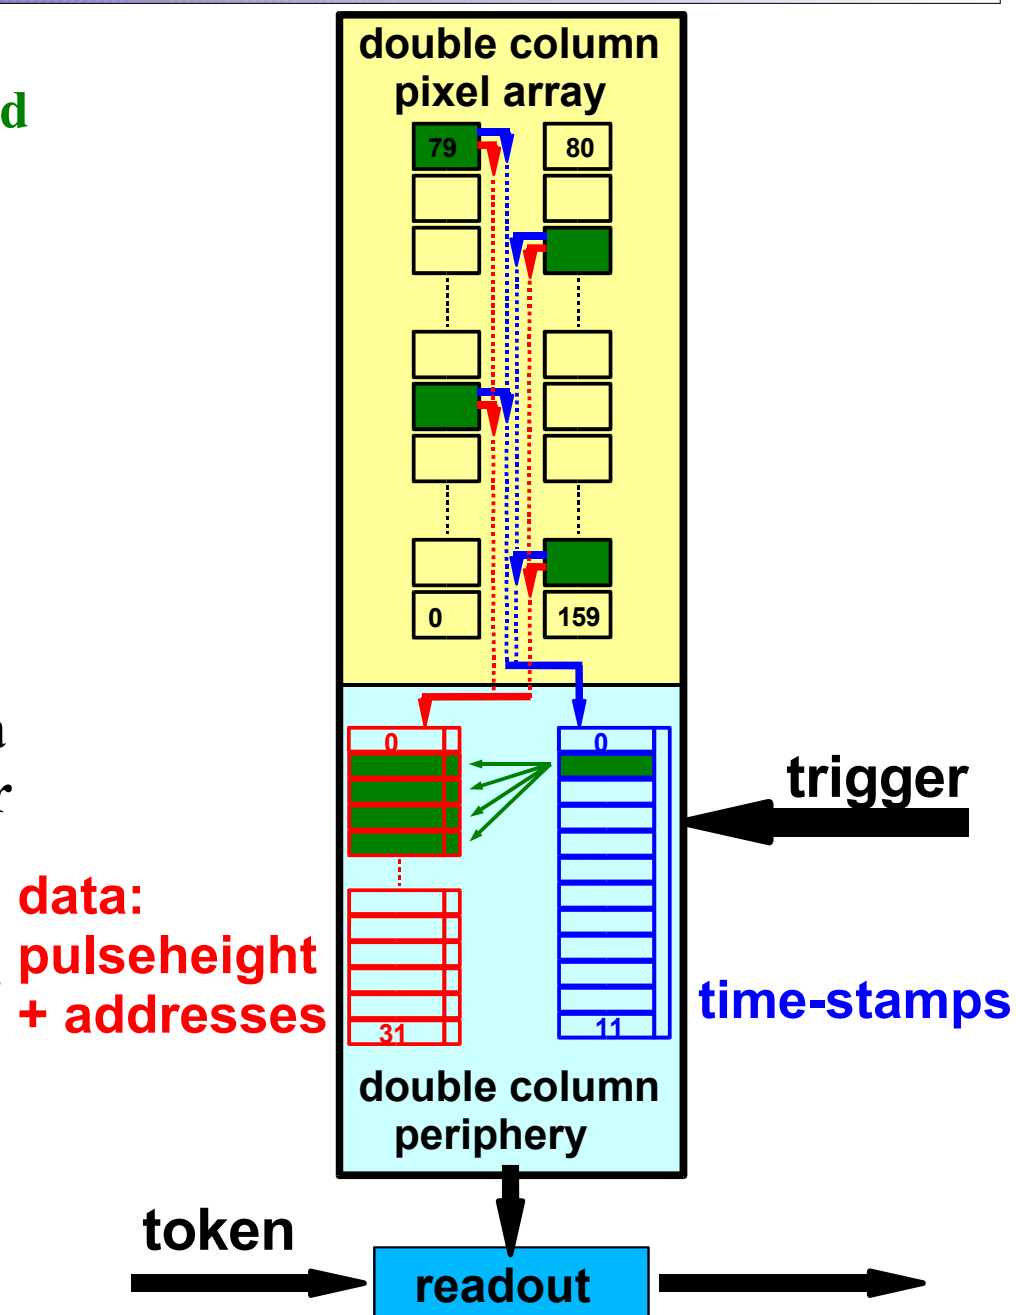 double column
pixel array
d
79
80
0
159
a
r
0
0
trigger
data:
pulseheight
+ addresses
time-stamps
31
11
double column
periphery
token
readout